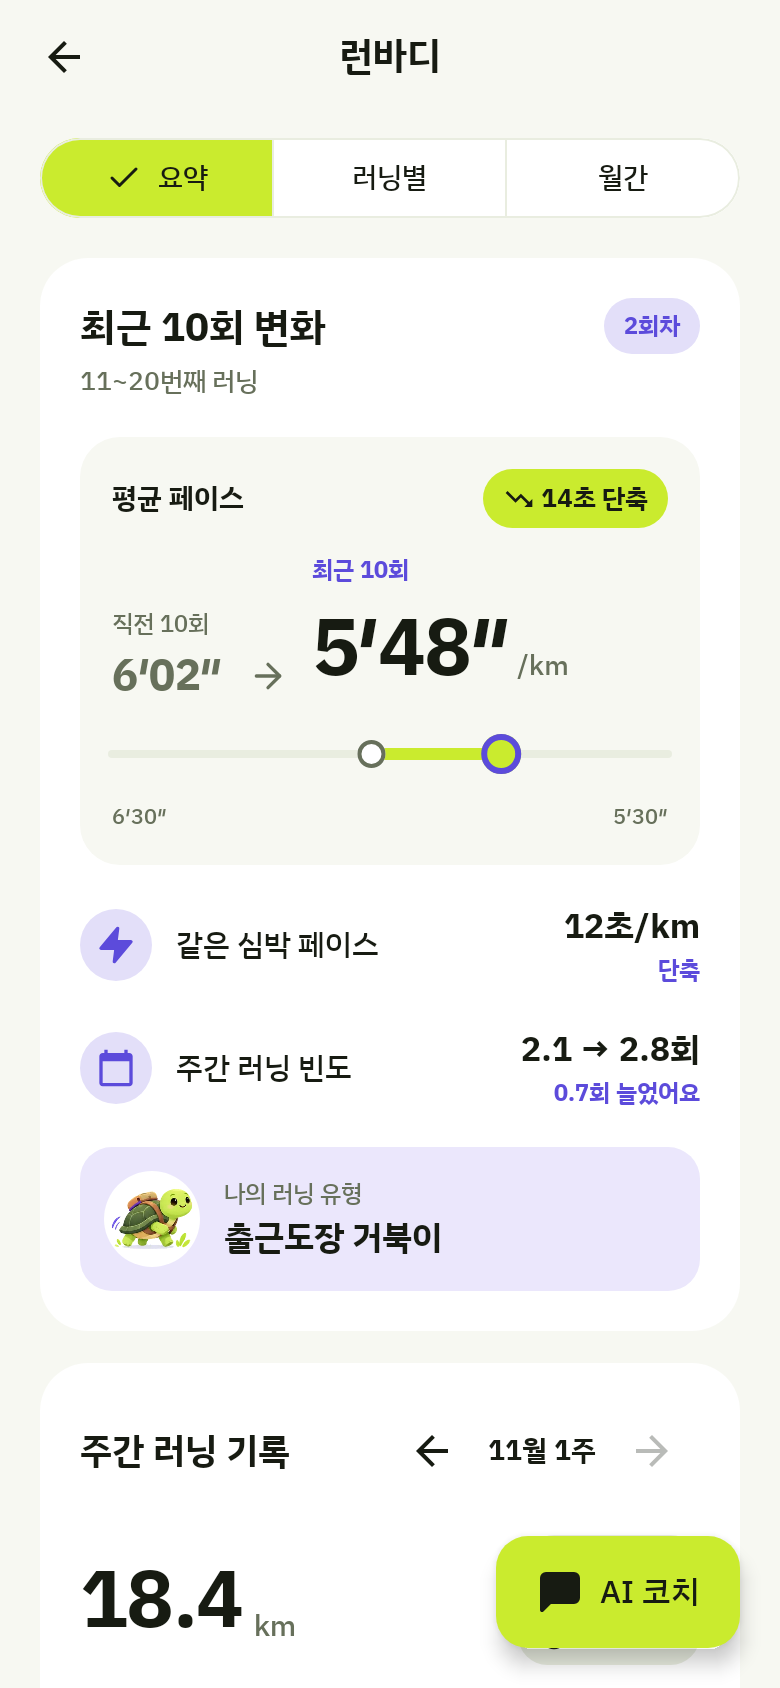 런바디
요약
러닝별
월간
최근 10회 변화
2회차
11~20번째 러닝
평균 페이스
14초 단축
최근 10회
직전 10회
6′02″
5′48″ /km
6′30″
5′30″
같은 심박 페이스
12초/km
단축
주간 러닝 빈도
2.1 → 2.8회
0.7회 늘었어요
나의 러닝 유형
출근도장 거북이
주간 러닝 기록
11월 1주
18.4 km
AI 코치